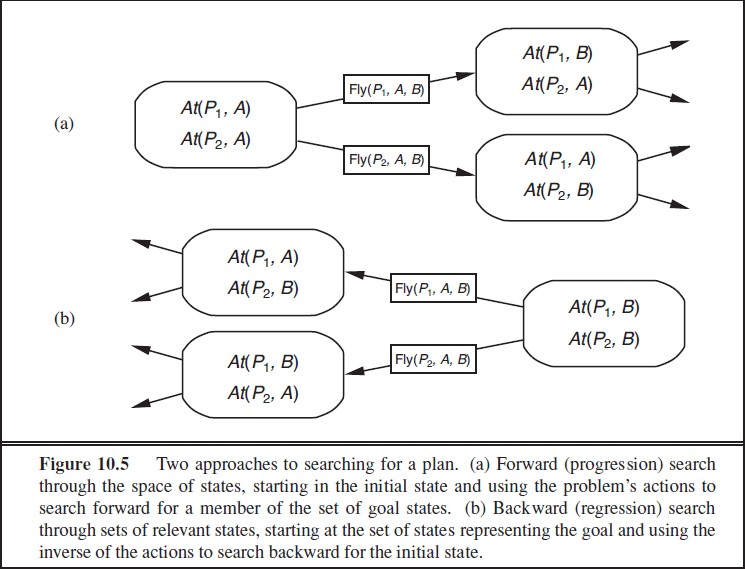 (a)
At(P₁, A)
At(P₂, A)
Fly(P₁, A, B)
Fly(P₂, A, B)
At(P₁, B)
At(P₂, A)
At(P₁, A)
At(P₂, B)
(b)
At(P₁, A)
At(P₂, B)
At(P₁, B)
At(P₂, A)
Fly(P₁, A, B)
Fly(P₂, A, B)
At(P₁, B)
At(P₂, B)
Figure 10.5 Two approaches to searching for a plan. (a) Forward (progression) search
through the space of states, starting in the initial state and using the problem's actions to
search forward for a member of the set of goal states. (b) Backward (regression) search
through sets of relevant states, starting at the set of states representing the goal and using the
inverse of the actions to search backward for the initial state.